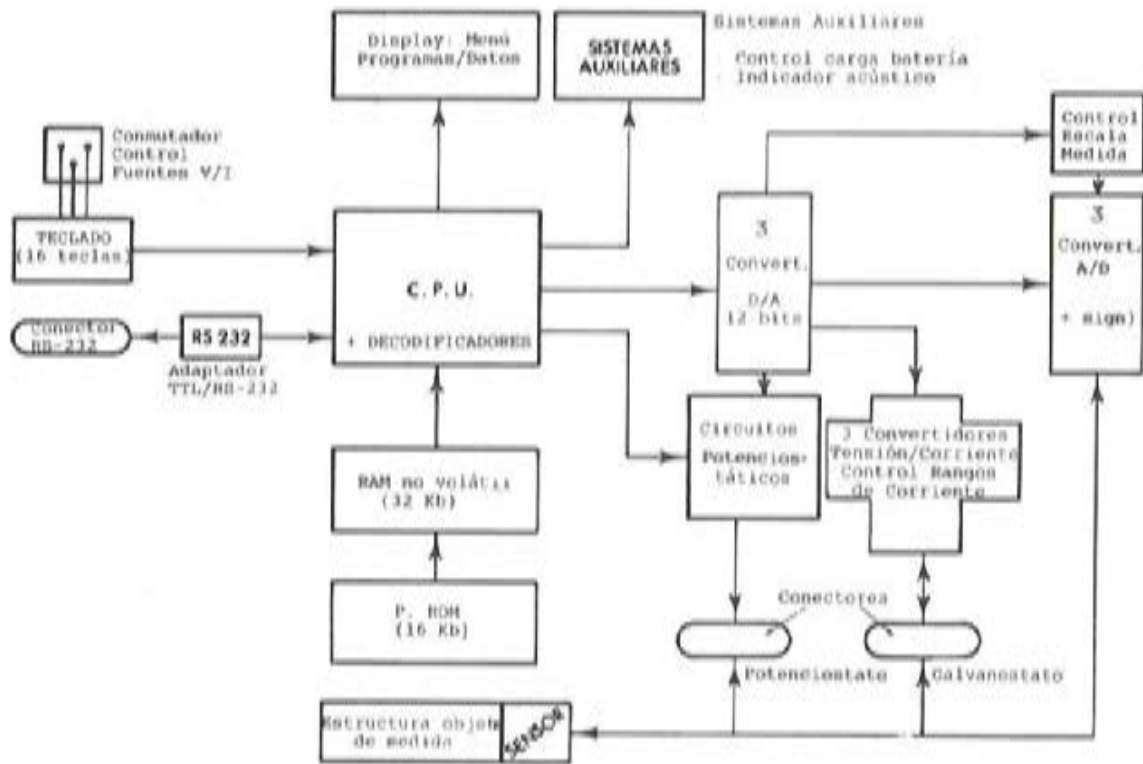 Display: Menú
Programas/Datos
SISTEMAS
AUXILIARES
Sistemas Auxiliares
· Control carga batería
· Indicador acústico
Conmutador
Control
Fuentes V/I
Control
Escala
Medida
TECLADO
(16 teclas)
C.P.U.
+ DECODIFICADORES
3
Convert.
D/A
12 bits
3
Convert.
A/D
+ sign)
Conector
RS-232
RS 232
Adaptador
TTL/RS-232
RAM no volátil
(32 Kb)
P. ROM
(16 Kb)
Circuitos
Potencios-
táticos
3 Convertidores
Tensión/Corriente
Control Rangos
de Corriente
Conectores
Potenciostato
Galvanostato
Estructura objeto
de medida
SENSOR